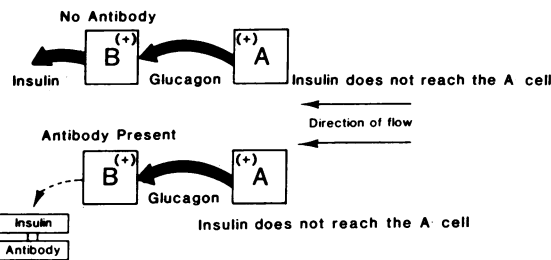 No Antibody
B (+)
(+) A
Insulin
Glucagon
Insulin does not reach the A cell
Direction of flow
Antibody Present
B (+)
(+) A
Glucagon
Insulin does not reach the A cell
Insulin
Antibody